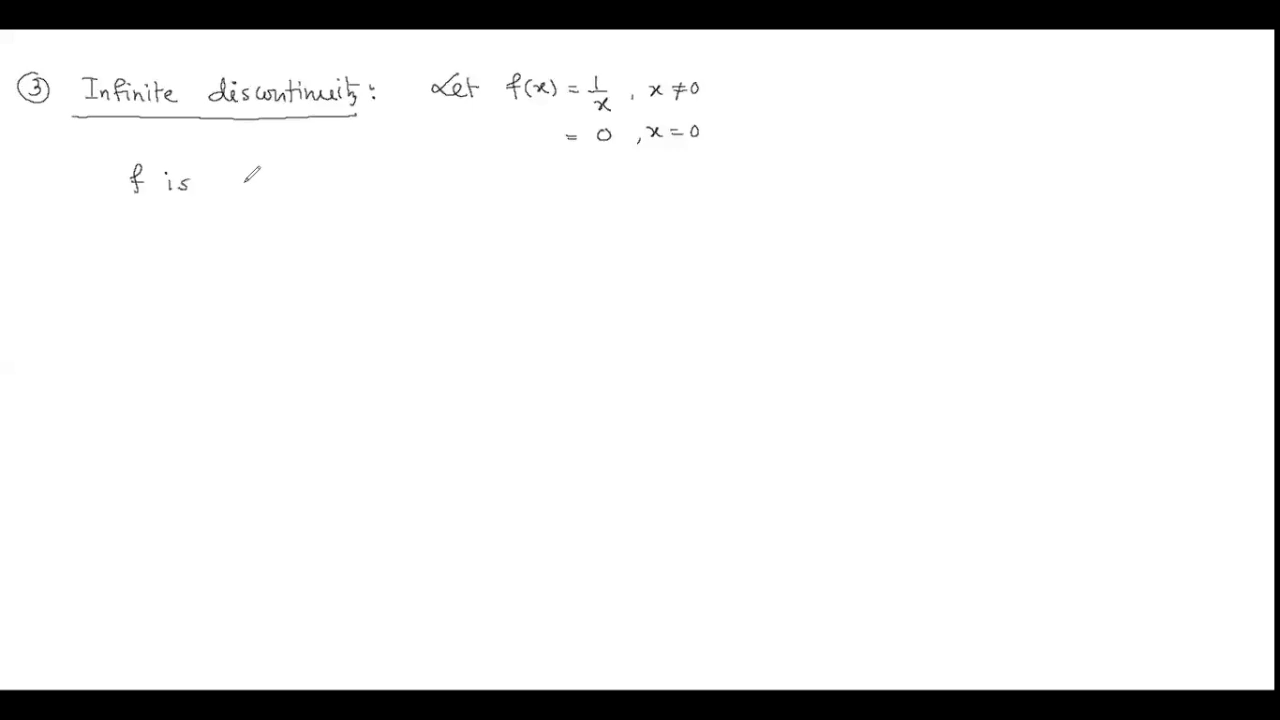 ③ Infinite discontinuity: Let f(x) = 1/x, x ≠ 0
= 0, x = 0
f is